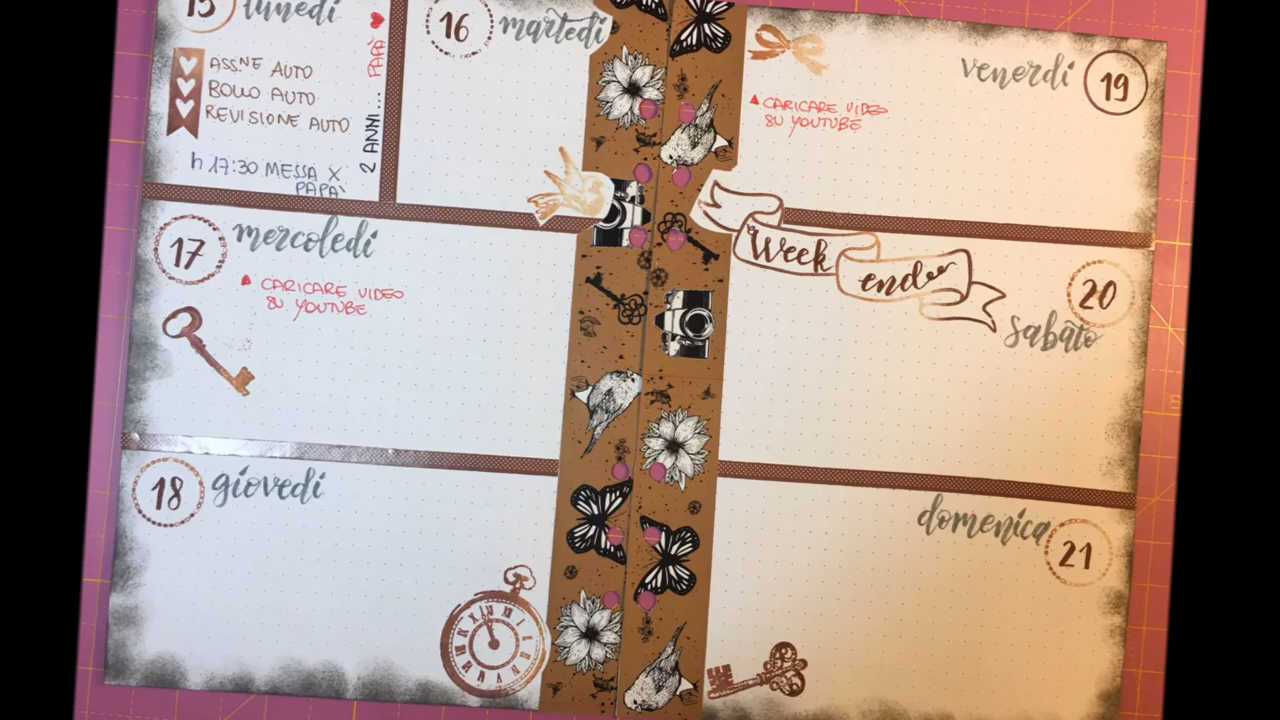 15 lunedì
ASS.NE AUTO
BOLLO AUTO
REVISIONE AUTO
h 17:30 MESSA X
PAPÀ
2 ANNI... PAPÀ
16 martedì
17 mercoledì
CARICARE VIDEO
SU YOUTUBE
18 giovedì
venerdì 19
CARICARE VIDEO
SU YOUTUBE
Week
end
20
sabato
domenica
21